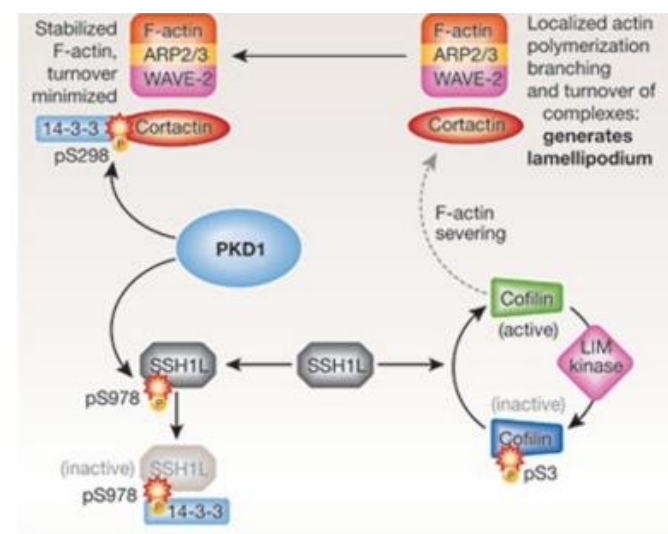 Stabilized
F-actin,
turnover
minimized
F-actin
ARP2/3
WAVE-2
14-3-3
P
Cortactin
pS298
F-actin
ARP2/3
WAVE-2
Cortactin
Localized actin
polymerization
branching
and turnover of
complexes:
generates
lamellipodium
PKD1
F-actin
severing
Cofilin
(active)
LIM
kinase
(inactive)
Cofilin
P
pS3
SSH1L
SSH1L
pS978
P
(inactive)
SSH1L
pS978
P
14-3-3